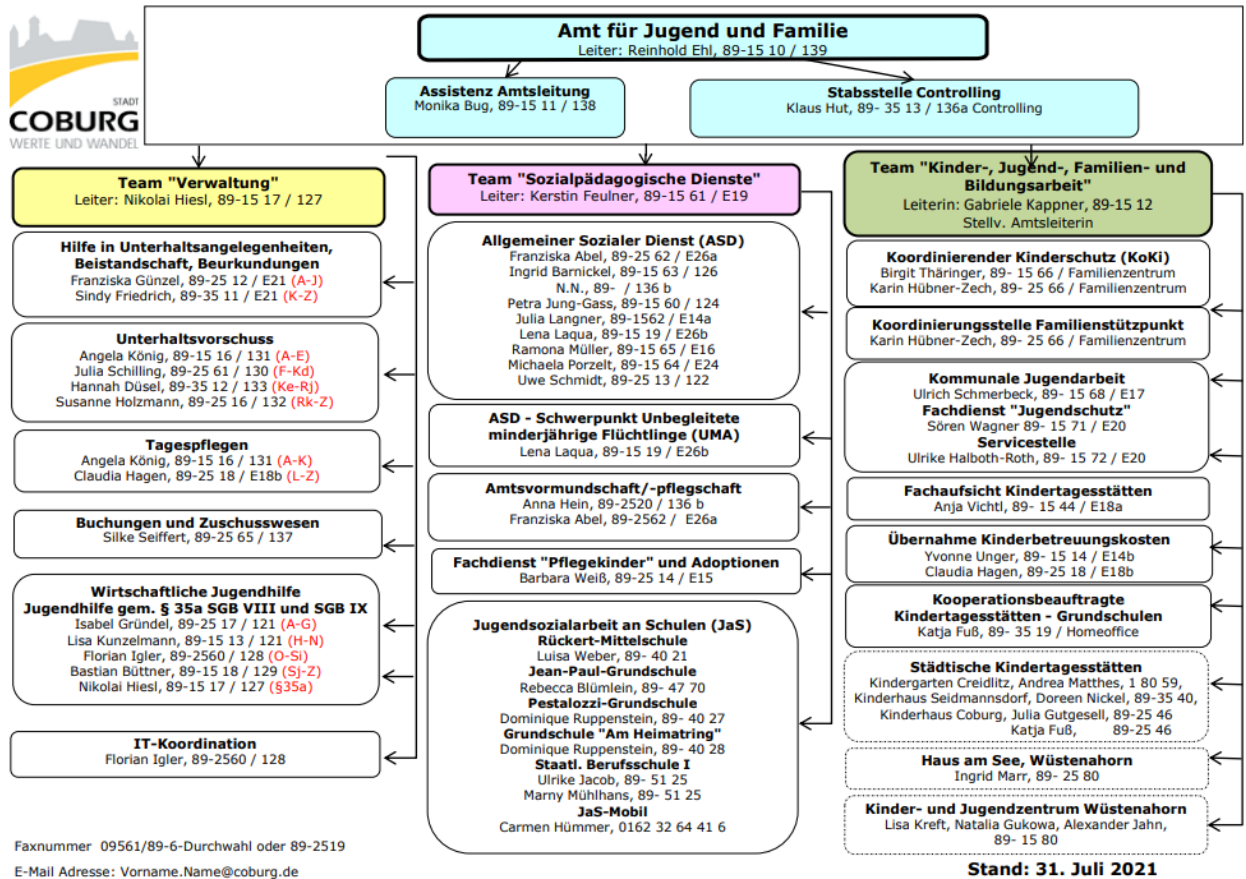 Amt für Jugend und Familie
Leiter: Reinhold Ehl, 89-15 10 / 139
Assistenz Amtsleitung
Monika Bug, 89-15 11 / 138
Stabsstelle Controlling
Klaus Hut, 89- 35 13 / 136a Controlling
STADT
COBURG
WERTE UND WANDEL
Team "Verwaltung"
Leiter: Nikolai Hiesl, 89-15 17 / 127
Hilfe in Unterhaltsangelegenheiten,
Beistandschaft, Beurkundungen
Franziska Günzel, 89-25 12 / E21 (A-J)
Sindy Friedrich, 89-35 11 / E21 (K-Z)
Unterhaltsvorschuss
Angela König, 89-15 16 / 131 (A-E)
Julia Schilling, 89-25 61 / 130 (F-Kd)
Hannah Düsel, 89-35 12 / 133 (Ke-Rj)
Susanne Holzmann, 89-25 16 / 132 (Rk-Z)
Tagespflegen
Angela König, 89-15 16 / 131 (A-K)
Claudia Hagen, 89-25 18 / E18b (L-Z)
Buchungen und Zuschusswesen
Silke Seiffert, 89-25 65 / 137
Wirtschaftliche Jugendhilfe
Jugendhilfe gem. § 35a SGB VIII und SGB IX
Isabel Gründel, 89-25 17 / 121 (A-G)
Lisa Kunzelmann, 89-15 13 / 121 (H-N)
Florian Igler, 89-2560 / 128 (O-Si)
Bastian Büttner, 89-15 18 / 129 (Sj-Z)
Nikolai Hiesl, 89-15 17 / 127 (§35a)
IT-Koordination
Florian Igler, 89-2560 / 128
Team "Sozialpädagogische Dienste"
Leiter: Kerstin Feulner, 89-15 61 / E19
Allgemeiner Sozialer Dienst (ASD)
Franziska Abel, 89-25 62 / E26a
Ingrid Barnickel, 89-15 63 / 126
N.N., 89- / 136 b
Petra Jung-Gass, 89-15 60 / 124
Julia Langner, 89-1562 / E14a
Lena Laqua, 89-15 19 / E26b
Ramona Müller, 89-15 65 / E16
Michaela Porzelt, 89-15 64 / E24
Uwe Schmidt, 89-25 13 / 122
ASD - Schwerpunkt Unbegleitete
minderjährige Flüchtlinge (UMA)
Lena Laqua, 89-15 19 / E26b
Amtsvormundschaft/-pflegschaft
Anna Hein, 89-2520 / 136 b
Franziska Abel, 89-2562 / E26a
Fachdienst "Pflegekinder" und Adoptionen
Barbara Weiß, 89-25 14 / E15
Jugendsozialarbeit an Schulen (JaS)
Rückert-Mittelschule
Luisa Weber, 89- 40 21
Jean-Paul-Grundschule
Rebecca Blümlein, 89- 47 70
Pestalozzi-Grundschule
Dominique Ruppenstein, 89- 40 27
Grundschule "Am Heimatring"
Dominique Ruppenstein, 89- 40 28
Staatl. Berufsschule I
Ulrike Jacob, 89- 51 25
Marny Mühlhans, 89- 51 25
JaS-Mobil
Carmen Hümmer, 0162 32 64 41 6
Team "Kinder-, Jugend-, Familien- und
Bildungsarbeit"
Leiterin: Gabriele Kappner, 89-15 12
Stellv. Amtsleiterin
Koordinierender Kinderschutz (KoKi)
Birgit Thäringer, 89- 15 66 / Familienzentrum
Karin Hübner-Zech, 89- 25 66 / Familienzentrum
Koordinierungsstelle Familienstützpunkt
Karin Hübner-Zech, 89- 25 66 / Familienzentrum
Kommunale Jugendarbeit
Ulrich Schmerbeck, 89- 15 68 / E17
Fachdienst "Jugendschutz"
Sören Wagner 89- 15 71 / E20
Servicestelle
Ulrike Halboth-Roth, 89- 15 72 / E20
Fachaufsicht Kindertagesstätten
Anja Vichtl, 89- 15 44 / E18a
Übernahme Kinderbetreuungskosten
Yvonne Unger, 89- 15 14 / E14b
Claudia Hagen, 89-25 18 / E18b
Kooperationsbeauftragte
Kindertagesstätten - Grundschulen
Katja Fuß, 89- 35 19 / Homeoffice
Städtische Kindertagesstätten
Kindergarten Creidlitz, Andrea Matthes, 1 80 59,
Kinderhaus Seidmannsdorf, Doreen Nickel, 89-35 40,
Kinderhaus Coburg, Julia Gutgesell, 89-25 46
Katja Fuß, 89-25 46
Haus am See, Wüstenahorn
Ingrid Marr, 89- 25 80
Kinder- und Jugendzentrum Wüstenahorn
Lisa Kreft, Natalia Gukowa, Alexander Jahn,
89- 15 80
Faxnummer 09561/89-6-Durchwahl oder 89-2519
E-Mail Adresse: Vorname.Name@coburg.de
Stand: 31. Juli 2021